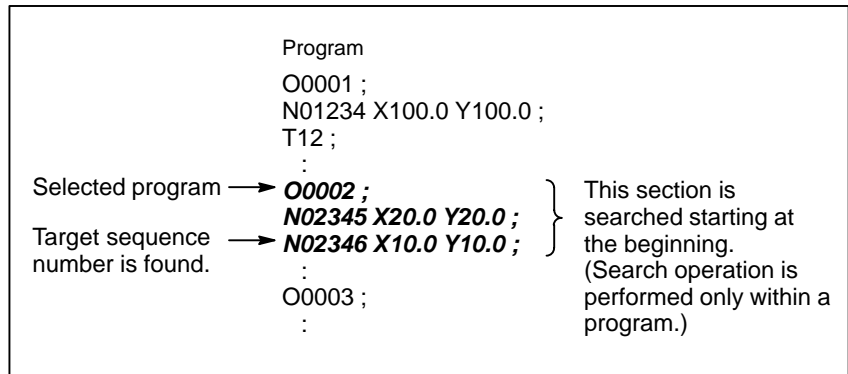 Program
O0001 ;
N01234 X100.0 Y100.0 ;
T12 ;
:
Selected program
O0002 ;
N02345 X20.0 Y20.0 ;
Target sequence
number is found.
N02346 X10.0 Y10.0 ;
:
O0003 ;
:
This section is
searched starting at
the beginning.
(Search operation is
performed only within a
program.)